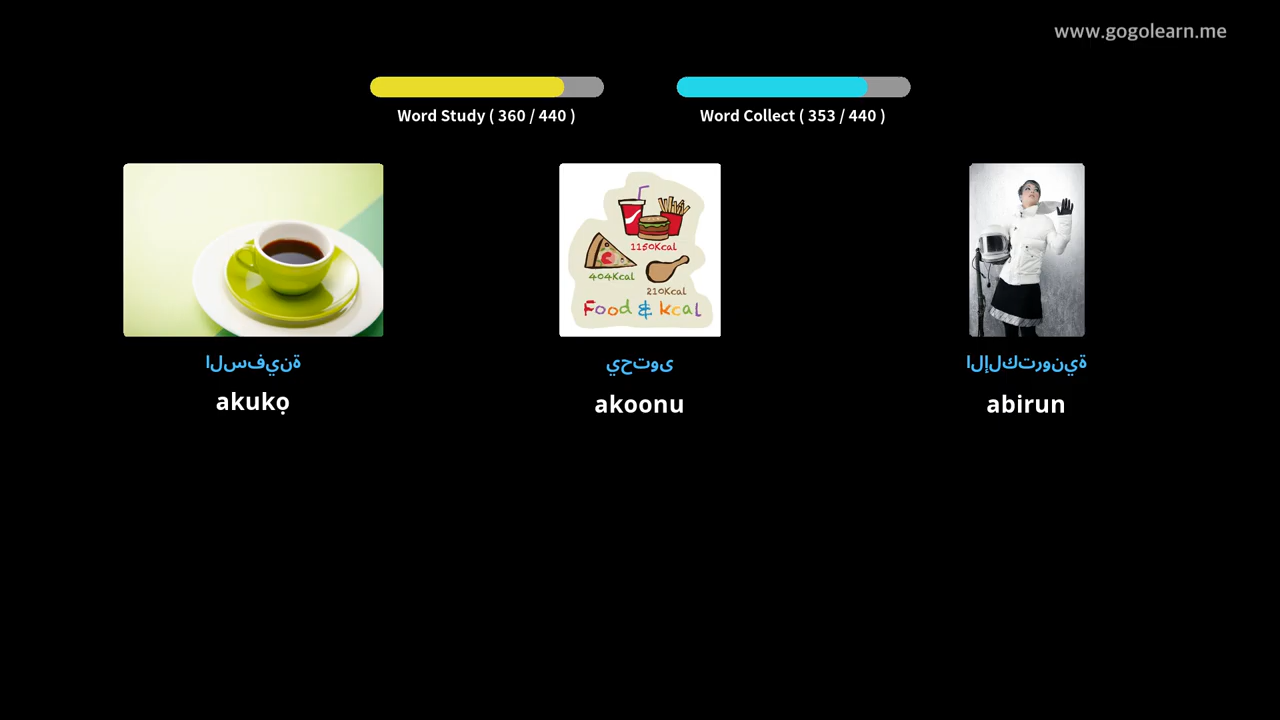 www.gogolearn.me
Word Study ( 360 / 440 )
Word Collect ( 353 / 440 )
1150Kcal
404Kcal
210Kcal
Food & kcal
السفينة
يحتوى
الإلكترونية
akukọ
akoonu
abirun